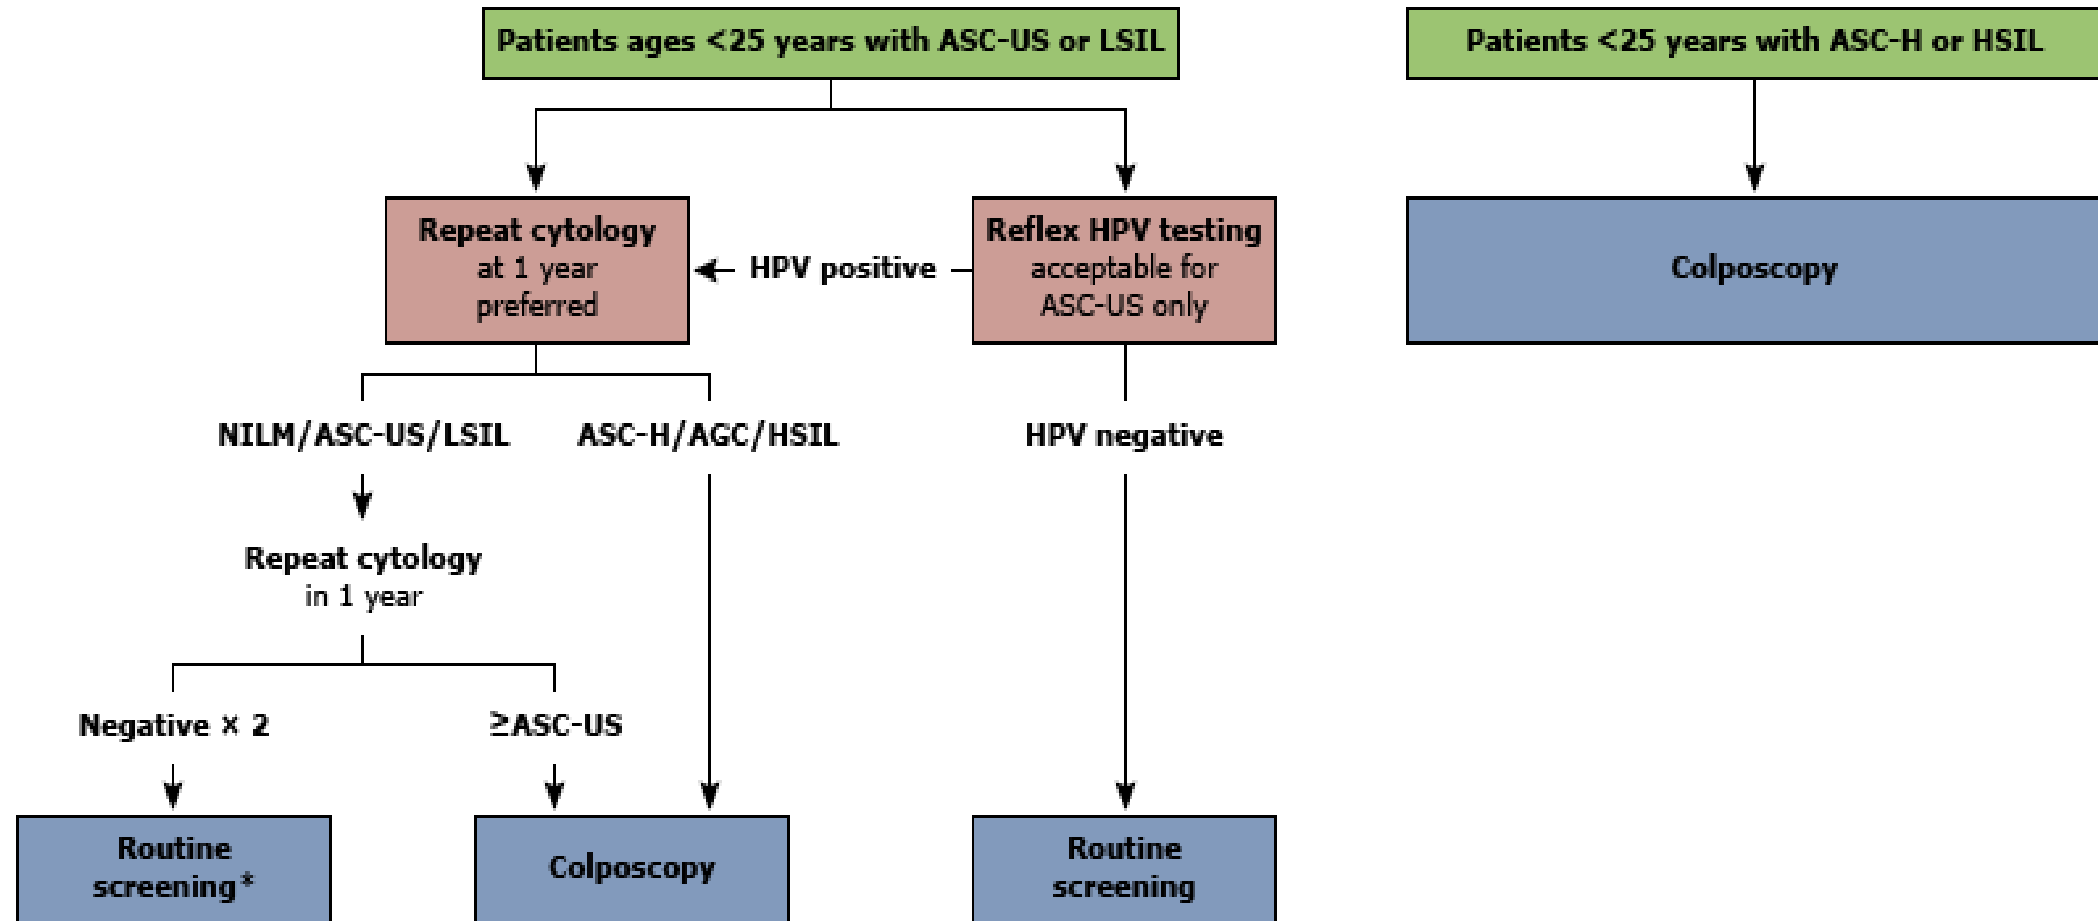 Patients ages <25 years with ASC-US or LSIL
Patients <25 years with ASC-H or HSIL
Repeat cytology
at 1 year
preferred
HPV positive
Reflex HPV testing
acceptable for
ASC-US only
Colposcopy
NILM/ASC-US/LSIL
ASC-H/AGC/HSIL
HPV negative
Repeat cytology
in 1 year
Negative × 2
≥ASC-US
Routine
screening*
Colposcopy
Routine
screening